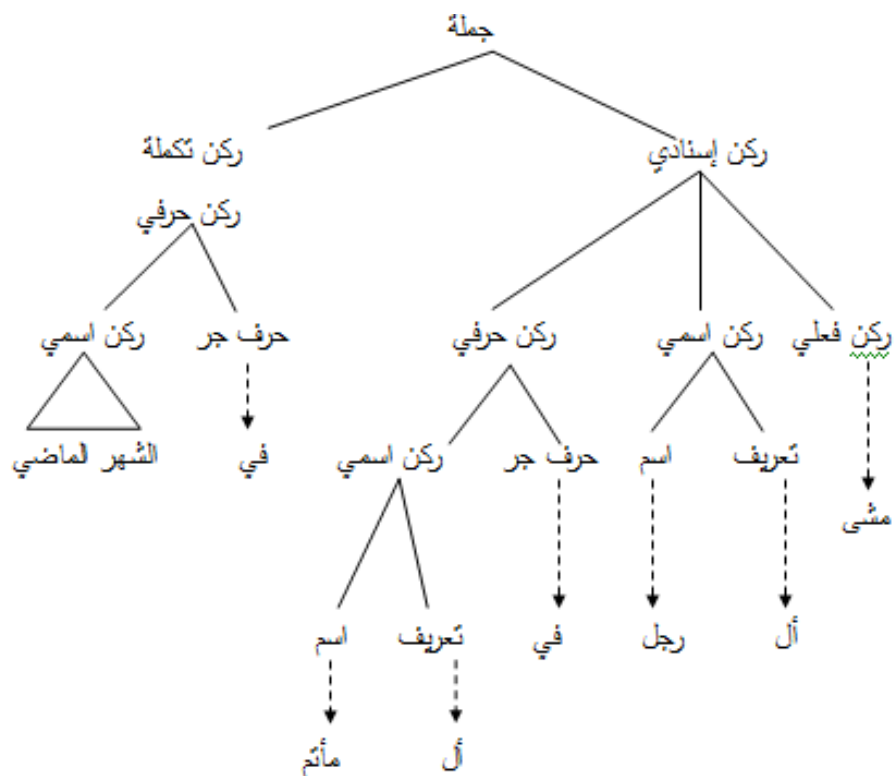 جملة
ركن إسناذي ركن تكملة
ركن حرفي
ركن فعلي ركن اسمي ركن حرفي حرف جر ركن اسمي
تعريف اسم حرف جر ركن اسمي في الشهر الماضي
مشى
أل رجل في تعريف اسم
أل مأتم